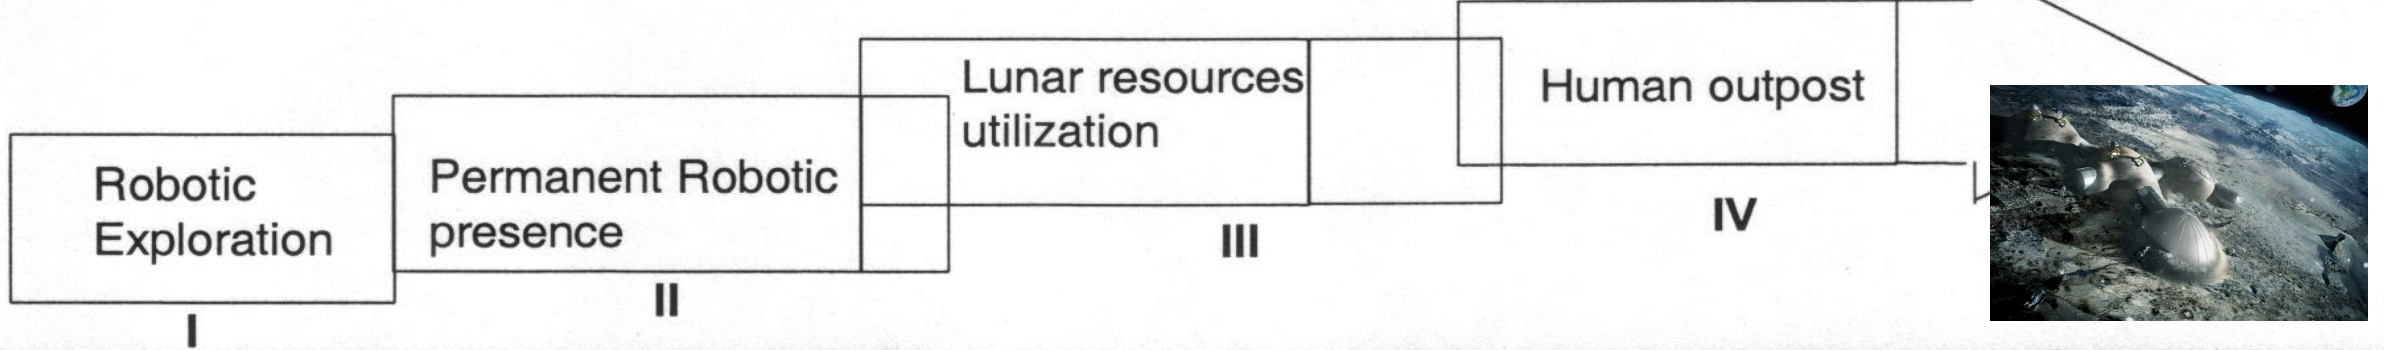 Robotic
Exploration
I
Permanent Robotic
presence
II
Lunar resources
utilization
III
Human outpost
IV